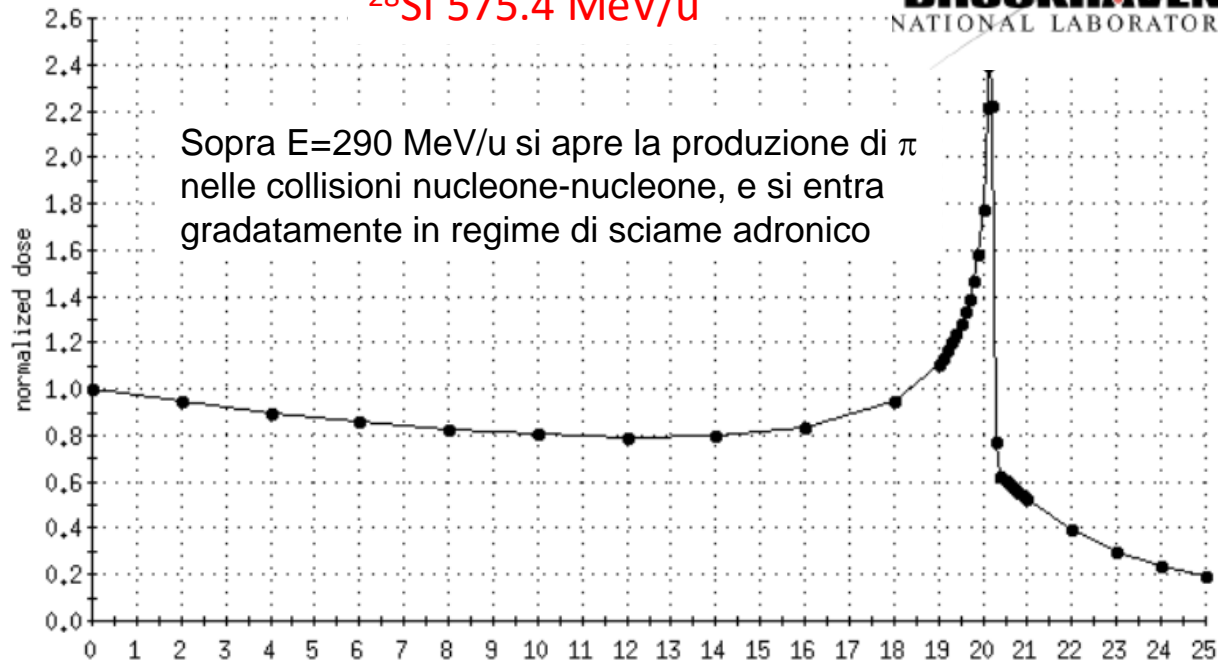 ²⁸Si 575.4 MeV/u
BROOKHAVEN
NATIONAL LABORATOR
2.6
2.4
2.2
2.0
1.8
1.6
1.4
1.2
1.0
0.8
0.6
0.4
0.2
0.0
normalized dose
Sopra E=290 MeV/u si apre la produzione di π
nelle collisioni nucleone-nucleone, e si entra
gradatamente in regime di sciame adronico
0 1 2 3 4 5 6 7 8 9 10 11 12 13 14 15 16 17 18 19 20 21 22 23 24 25